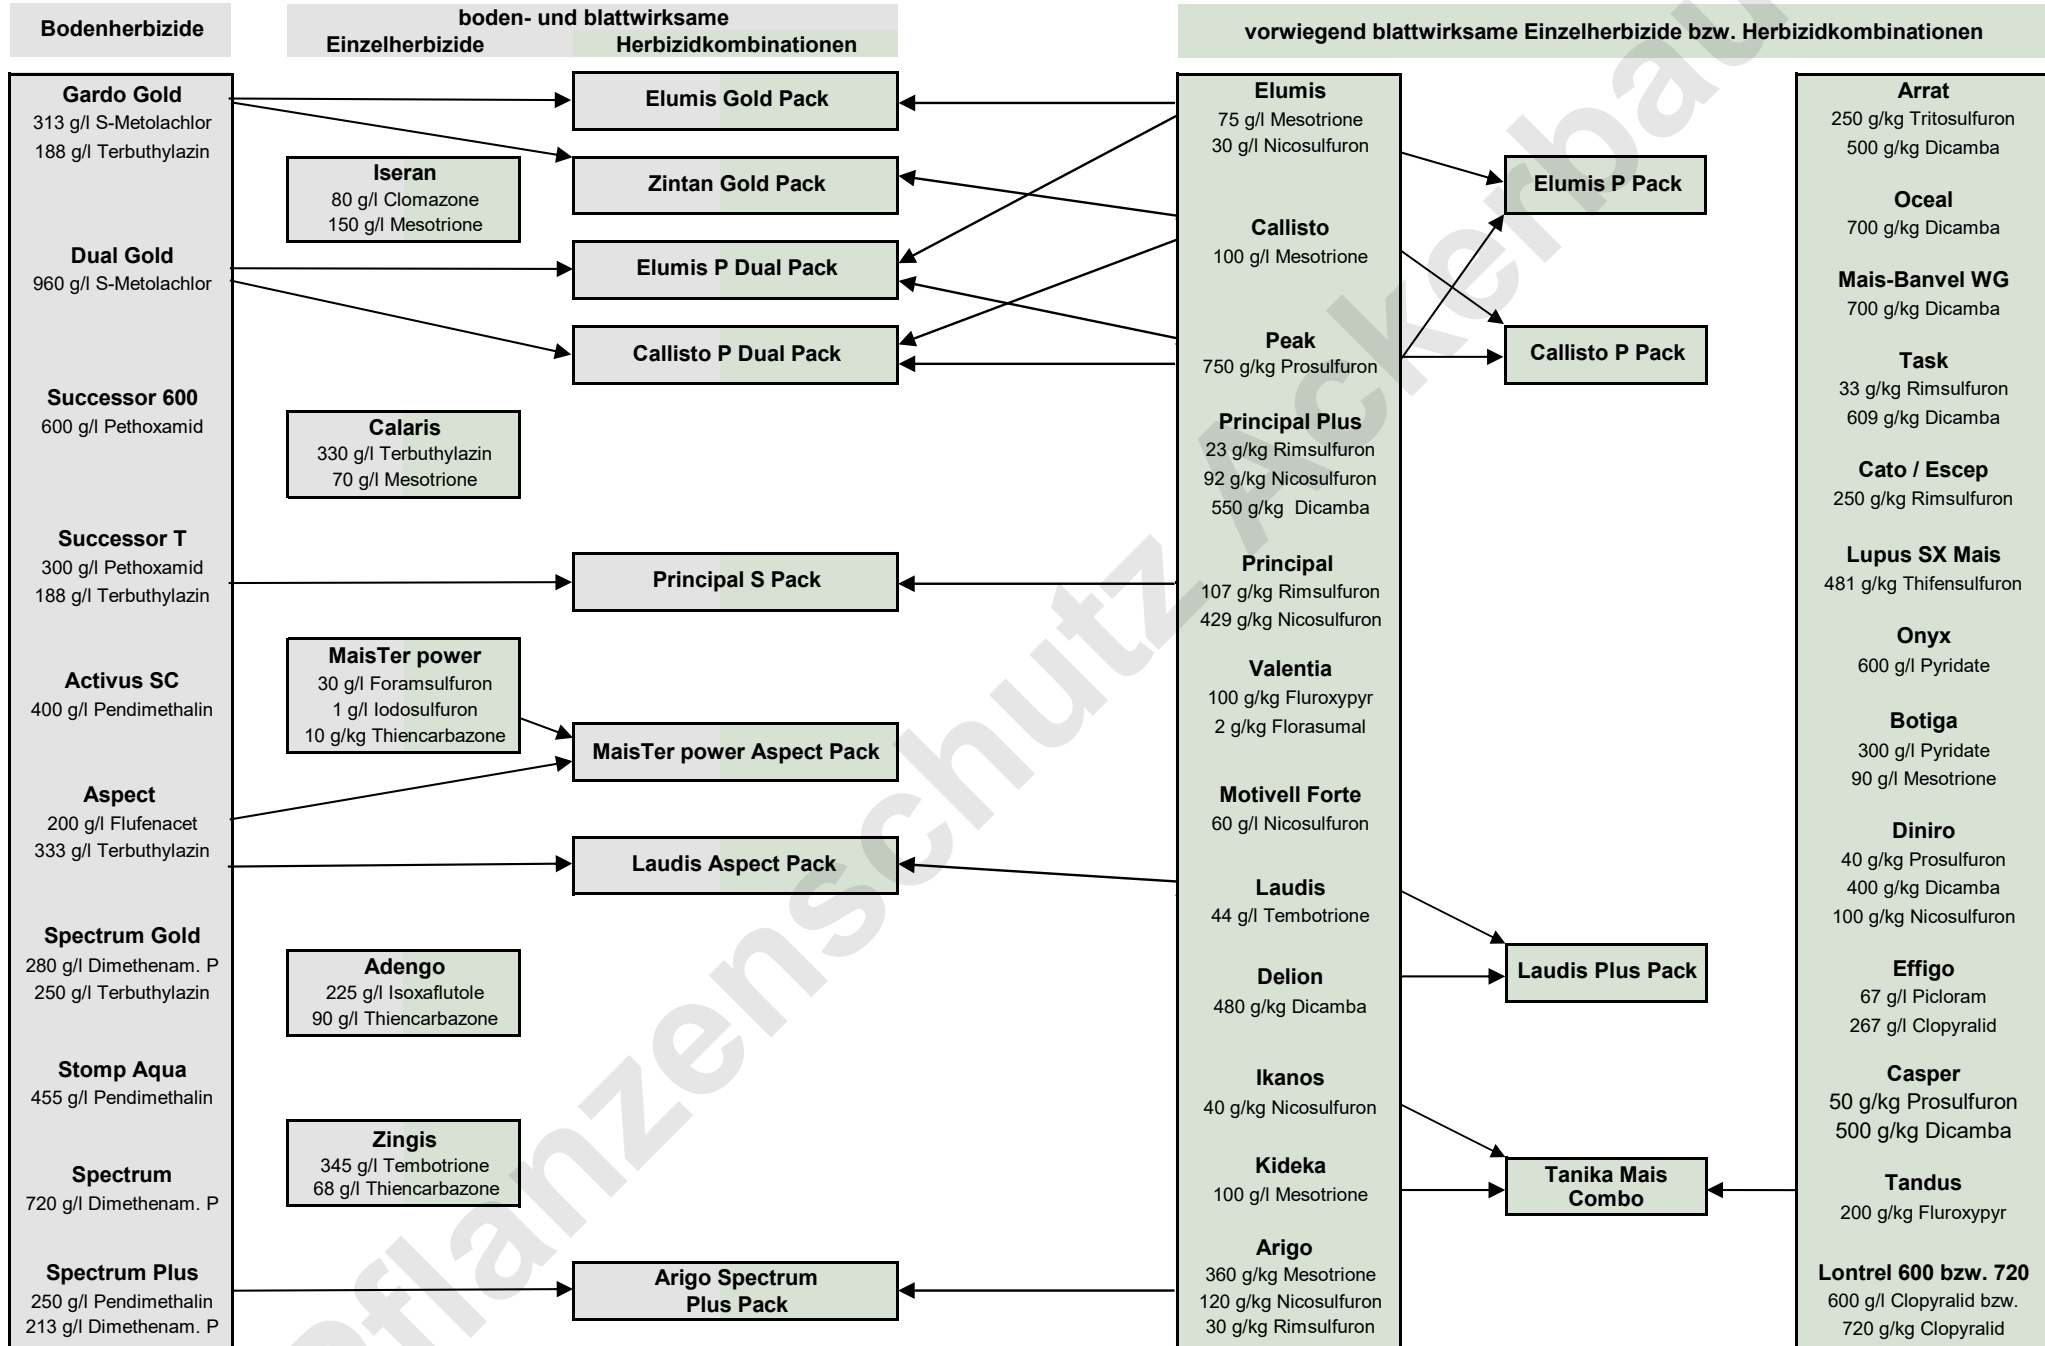 Bodenherbizide
boden- und blattwirksame
Einzelherbizide
Herbizidkombinationen
vorwiegend blattwirksame Einzelherbizide bzw. Herbizidkombinationen
Gardo Gold
313 g/l S-Metolachlor
188 g/l Terbuthylazin
Dual Gold
960 g/l S-Metolachlor
Successor 600
600 g/l Pethoxamid
Successor T
300 g/l Pethoxamid
188 g/l Terbuthylazin
Activus SC
400 g/l Pendimethalin
Aspect
200 g/l Flufenacet
333 g/l Terbuthylazin
Spectrum Gold
280 g/l Dimethenam. P
250 g/l Terbuthylazin
Stomp Aqua
455 g/l Pendimethalin
Spectrum
720 g/l Dimethenam. P
Spectrum Plus
250 g/l Pendimethalin
213 g/l Dimethenam. P
Iseran
80 g/l Clomazone
150 g/l Mesotrione
Calaris
330 g/l Terbuthylazin
70 g/l Mesotrione
MaisTer power
30 g/l Foramsulfuron
1 g/l Iodosulfuron
10 g/kg Thiencarbazone
Adengo
225 g/l Isoxaflutole
90 g/l Thiencarbazone
Zingis
345 g/l Tembotrione
68 g/l Thiencarbazone
Elumis Gold Pack
Zintan Gold Pack
Elumis P Dual Pack
Callisto P Dual Pack
Principal S Pack
MaisTer power Aspect Pack
Laudis Aspect Pack
Arigo Spectrum
Plus Pack
Elumis
75 g/l Mesotrione
30 g/l Nicosulfuron
Callisto
100 g/l Mesotrione
Peak
750 g/kg Prosulfuron
Principal Plus
23 g/kg Rimsulfuron
92 g/kg Nicosulfuron
550 g/kg Dicamba
Principal
107 g/kg Rimsulfuron
429 g/kg Nicosulfuron
Valentia
100 g/kg Fluroxypyr
2 g/kg Florasumal
Motivell Forte
60 g/l Nicosulfuron
Laudis
44 g/l Tembotrione
Delion
480 g/kg Dicamba
Ikanos
40 g/kg Nicosulfuron
Kideka
100 g/l Mesotrione
Arigo
360 g/kg Mesotrione
120 g/kg Nicosulfuron
30 g/kg Rimsulfuron
Elumis P Pack
Callisto P Pack
Laudis Plus Pack
Tanika Mais
Combo
Arrat
250 g/kg Tritosulfuron
500 g/kg Dicamba
Oceal
700 g/kg Dicamba
Mais-Banvel WG
700 g/kg Dicamba
Task
33 g/kg Rimsulfuron
609 g/kg Dicamba
Cato / Escep
250 g/kg Rimsulfuron
Lupus SX Mais
481 g/kg Thifensulfuron
Onyx
600 g/l Pyridate
Botiga
300 g/l Pyridate
90 g/l Mesotrione
Diniro
40 g/kg Prosulfuron
400 g/kg Dicamba
100 g/kg Nicosulfuron
Effigo
67 g/l Picloram
267 g/l Clopyralid
Casper
50 g/kg Prosulfuron
500 g/kg Dicamba
Tandus
200 g/kg Fluroxypyr
Lontrel 600 bzw. 720
600 g/l Clopyralid bzw.
720 g/kg Clopyralid
Pflanzenschutz Ackerbau